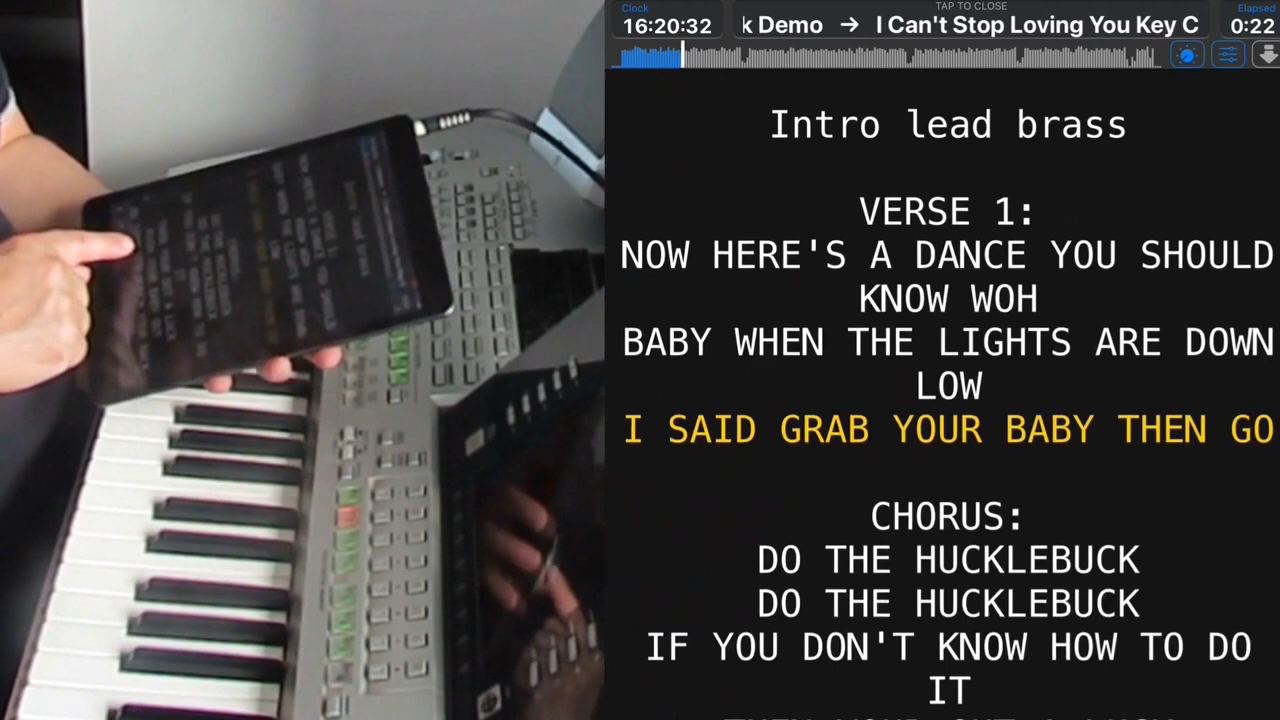 TAP TO CLOSE
Clock
Elapsed
16:20:32
k Demo → I Can't Stop Loving You Key C
0:22
Intro lead brass
VERSE 1:
NOW HERE'S A DANCE YOU SHOULD
KNOW WOH
BABY WHEN THE LIGHTS ARE DOWN
LOW
I SAID GRAB YOUR BABY THEN GO
CHORUS:
DO THE HUCKLEBUCK
DO THE HUCKLEBUCK
IF YOU DON'T KNOW HOW TO DO
IT